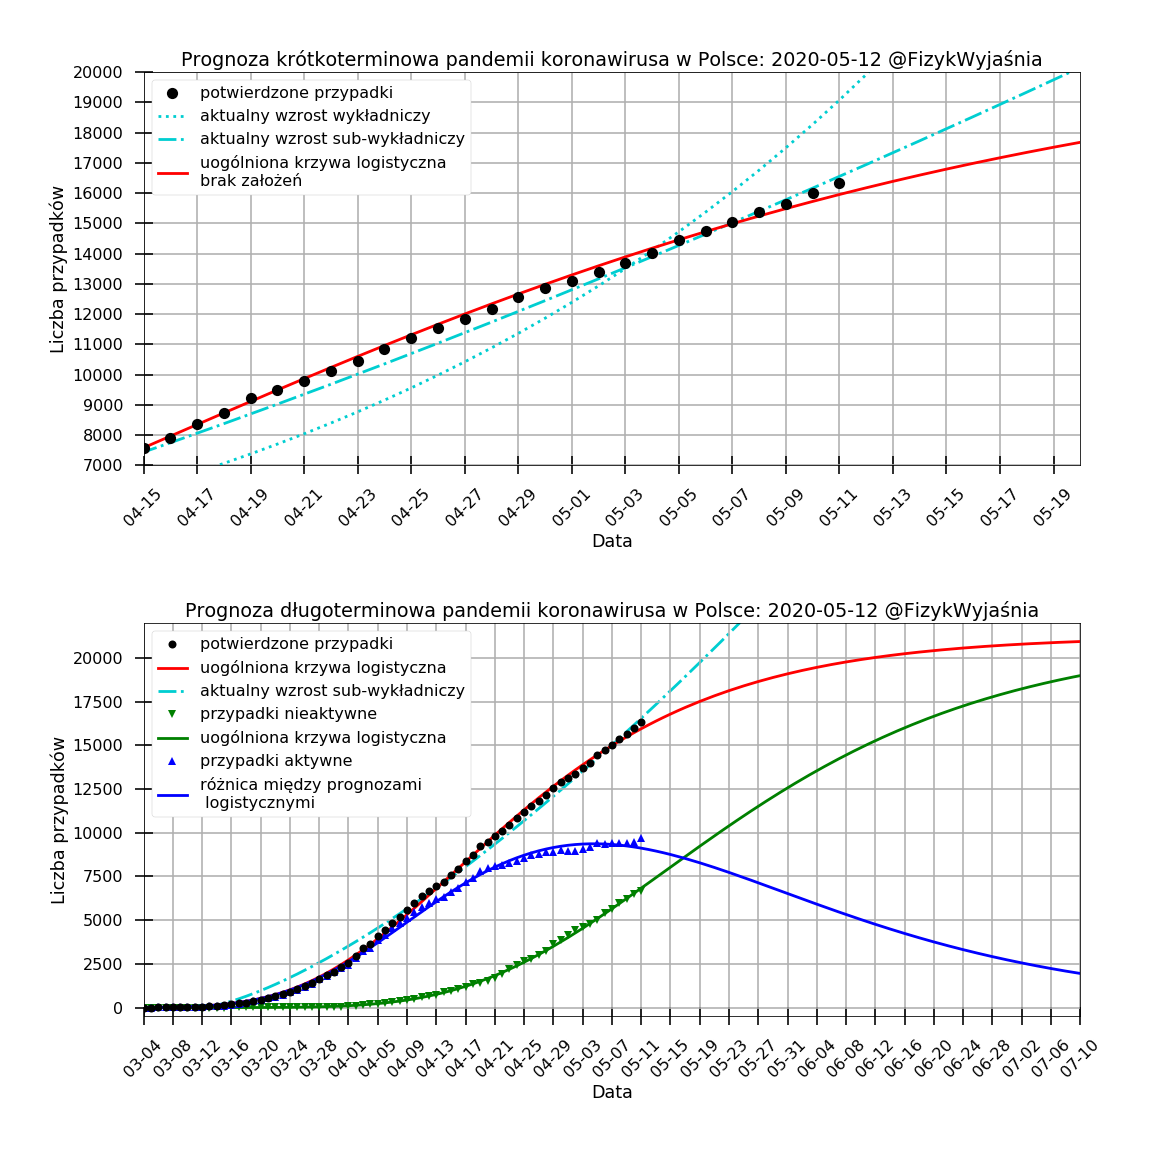 Prognoza krótkoterminowa pandemii koronawirusa w Polsce: 2020-05-12 @FizykWyjaśnia
20000
19000
18000
17000
16000
15000
14000
13000
12000
11000
10000
9000
8000
7000
Liczba przypadków
potwierdzone przypadki
aktualny wzrost wykładniczy
aktualny wzrost sub-wykładniczy
uogólniona krzywa logistyczna
brak założeń
04-15 04-17 04-19 04-21 04-23 04-25 04-27 04-29 05-01 05-03 05-05 05-07 05-09 05-11 05-13 05-15 05-17 05-19
Data
Prognoza długoterminowa pandemii koronawirusa w Polsce: 2020-05-12 @FizykWyjaśnia
20000
17500
15000
12500
10000
7500
5000
2500
0
Liczba przypadków
potwierdzone przypadki
uogólniona krzywa logistyczna
aktualny wzrost sub-wykładniczy
przypadki nieaktywne
uogólniona krzywa logistyczna
przypadki aktywne
różnica między prognozami
logistycznymi
03-04 03-08 03-12 03-16 03-20 03-24 03-28 04-01 04-05 04-09 04-13 04-17 04-21 04-25 04-29 05-03 05-07 05-11 05-15 05-19 05-23 05-27 05-31 06-04 06-08 06-12 06-16 06-20 06-24 06-28 07-02 07-06 07-10
Data